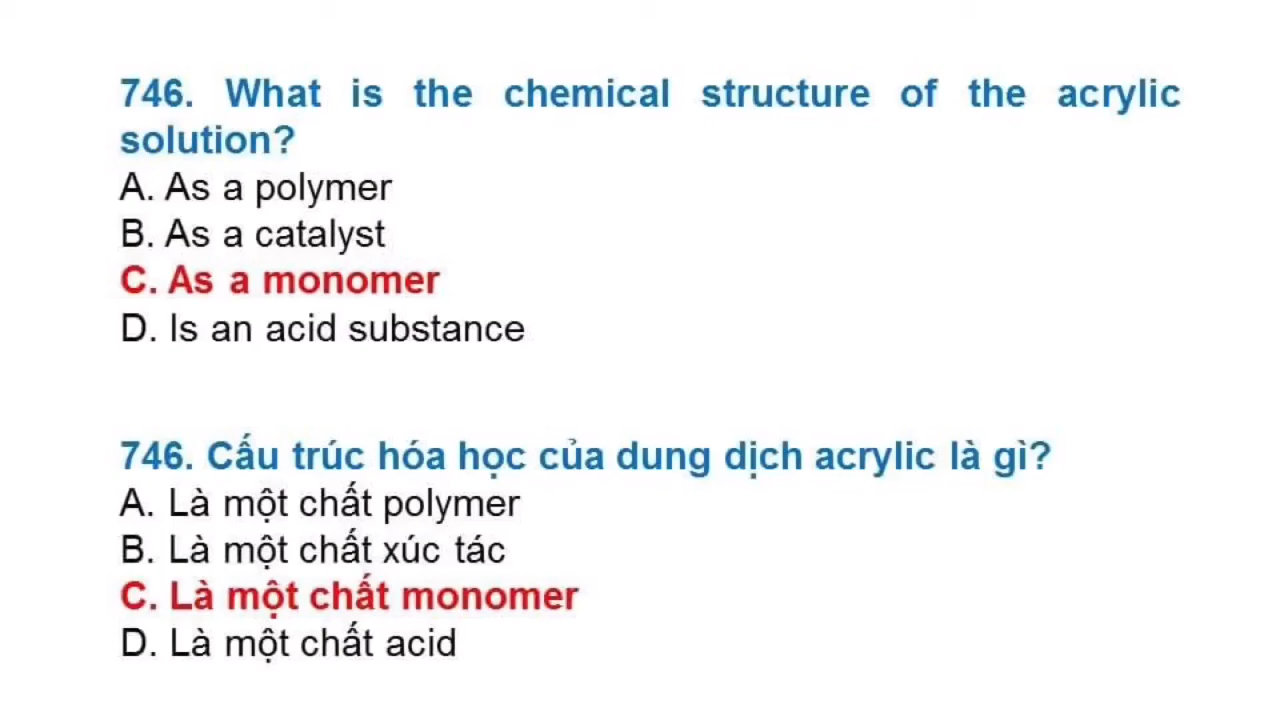 746. What is the chemical structure of the acrylic
solution?
A. As a polymer
B. As a catalyst
C. As a monomer
D. Is an acid substance
746. Cấu trúc hóa học của dung dịch acrylic là gì?
A. Là một chất polymer
B. Là một chất xúc tác
C. Là một chất monomer
D. Là một chất acid